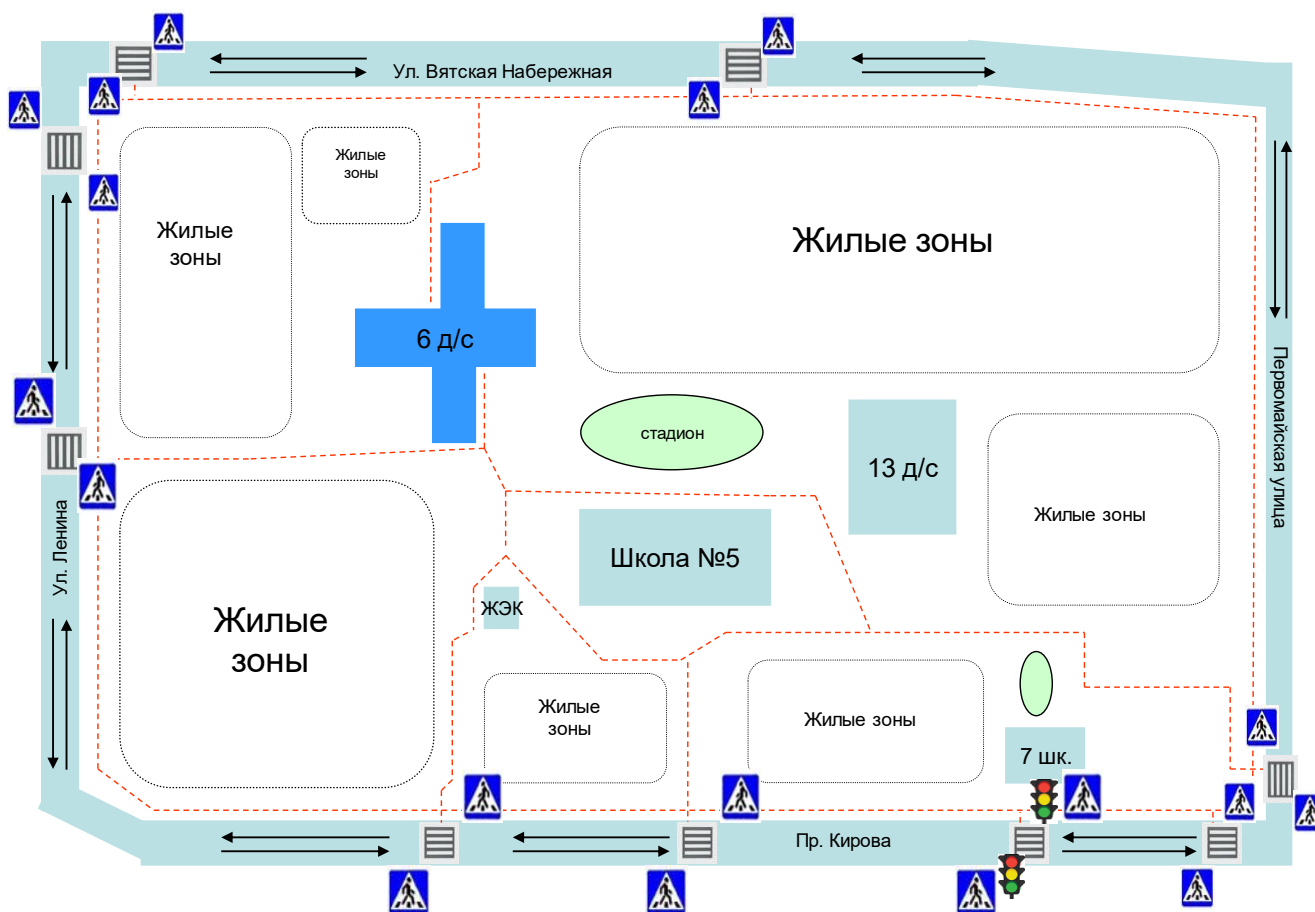 Ул. Вятская Набережная
Жилые
зоны
Жилые
зоны
Жилые зоны
6 д/с
Первомайская улица
стадион
13 д/с
Жилые зоны
Ул. Ленина
Школа №5
ЖЭК
Жилые
зоны
Жилые
зоны
Жилые зоны
7 шк.
Пр. Кирова